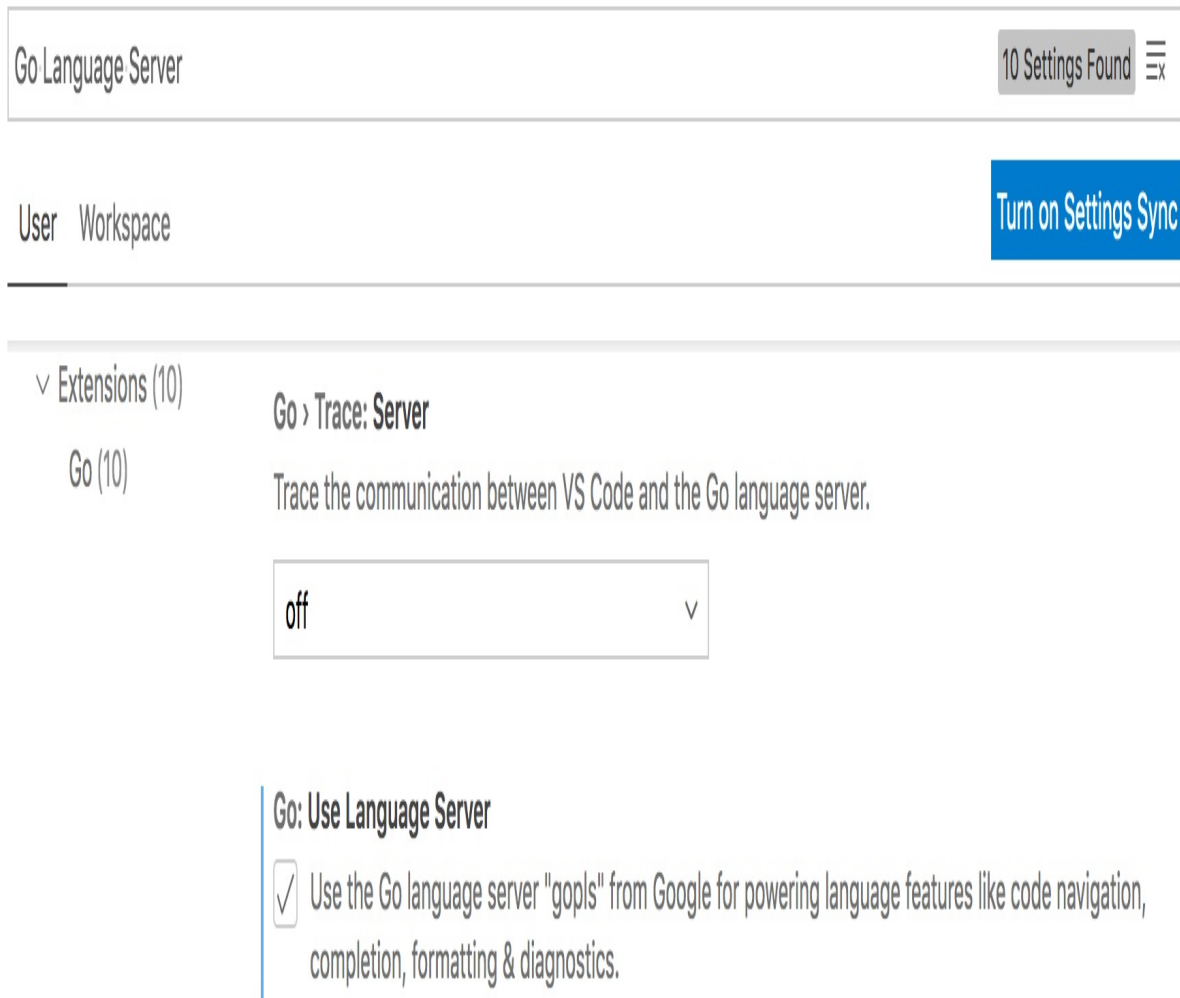 Go Language Server
10 Settings Found
User Workspace
Turn on Settings Sync
Extensions (10)
Go (10)
Go › Trace: Server
Trace the communication between VS Code and the Go language server.
off
Go: Use Language Server
Use the Go language server "gopls" from Google for powering language features like code navigation,
completion, formatting & diagnostics.